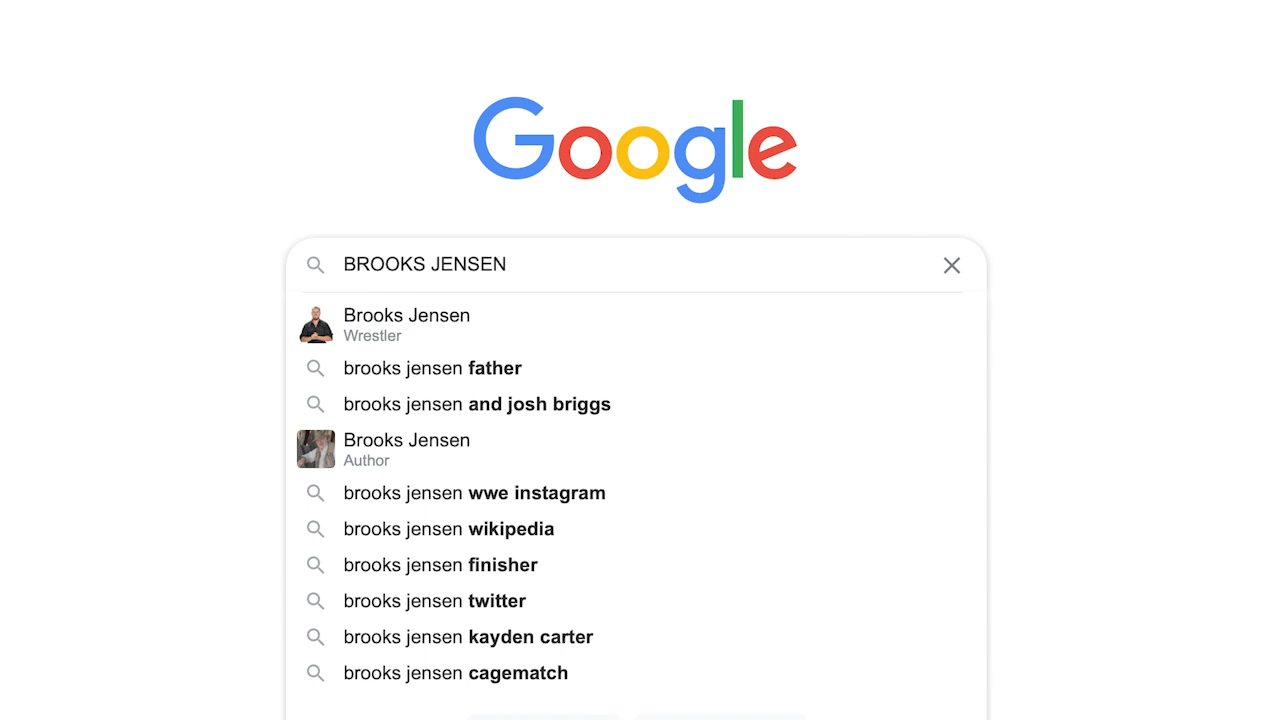 Google
BROOKS JENSEN
Brooks Jensen
Wrestler
brooks jensen father
brooks jensen and josh briggs
Brooks Jensen
Author
brooks jensen wwe instagram
brooks jensen wikipedia
brooks jensen finisher
brooks jensen twitter
brooks jensen kayden carter
brooks jensen cagematch